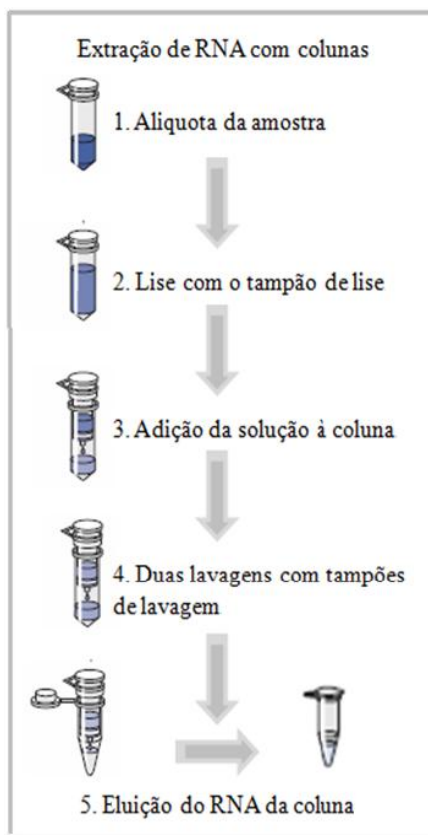 Extração de RNA com colunas
1. Aliquota da amostra
2. Lise com o tampão de lise
3. Adição da solução à coluna
4. Duas lavagens com tampões
de lavagem
5. Eluição do RNA da coluna